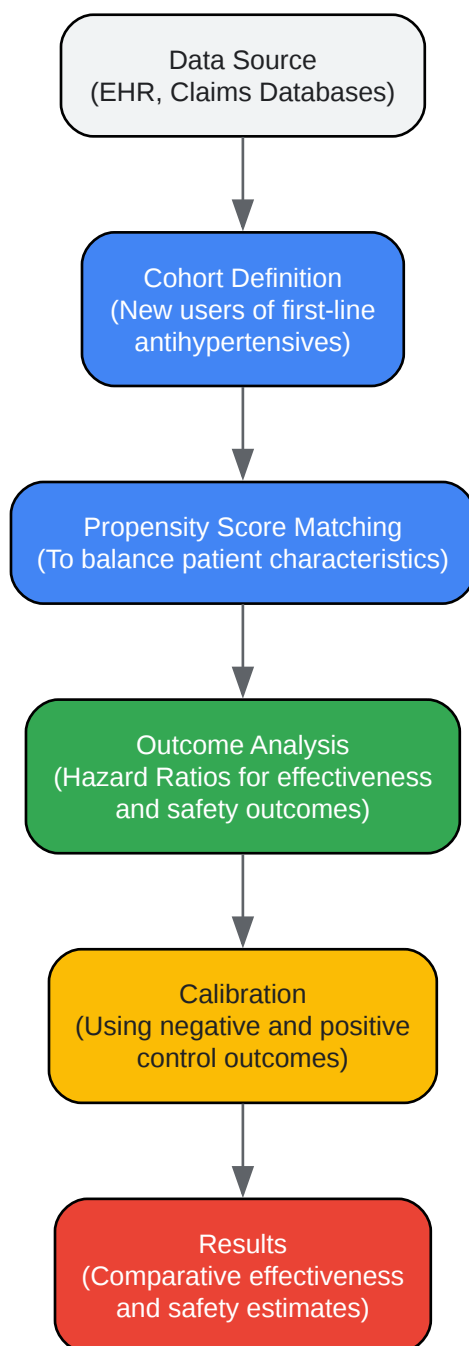 Data Source
(EHR, Claims Databases)
Cohort Definition
(New users of first-line
antihypertensives)
Propensity Score Matching
(To balance patient characteristics)
Outcome Analysis
(Hazard Ratios for effectiveness
and safety outcomes)
Calibration
(Using negative and positive
control outcomes)
Results
(Comparative effectiveness
and safety estimates)